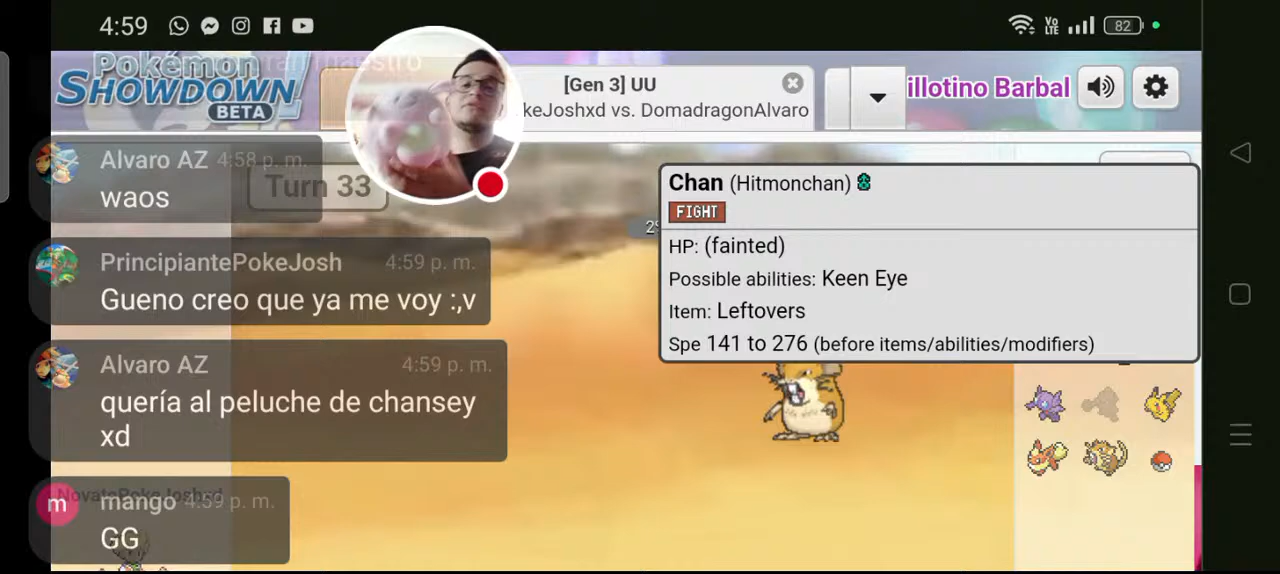 4:59
VO
LTE
82
Pokémon
SHOWDOWN!
BETA
[Gen 3] UU
keJoshxd vs. DomadragonAlvaro
illotino Barbal
Alvaro AZ 4:58 p. m.
waos
Turn 33
PrincipiantePokeJosh 4:59 p. m.
Gueno creo que ya me voy :,v
Alvaro AZ 4:59 p. m.
quería al peluche de chansey
xd
m mango 4:59 p. m.
GG
Chan (Hitmonchan)
FIGHT
HP: (fainted)
Possible abilities: Keen Eye
Item: Leftovers
Spe 141 to 276 (before items/abilities/modifiers)